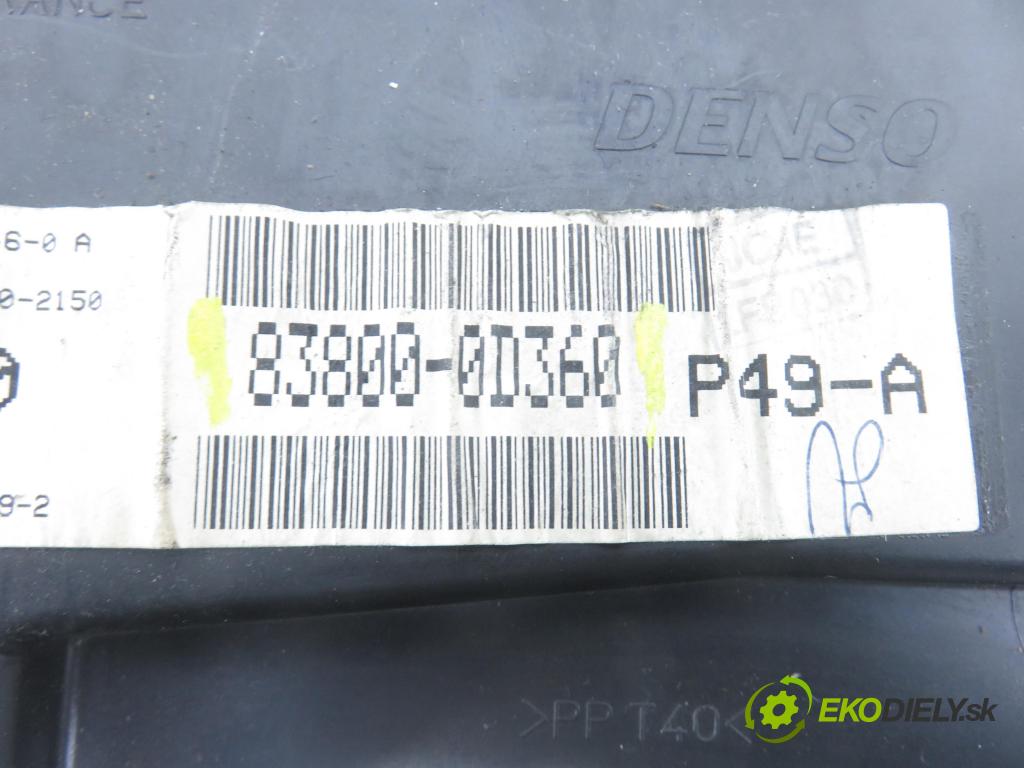 DENSO
6-0 A
0-2150
83800-0D360
P49-A
9-2
>PP T40<
EKODIELY.sk